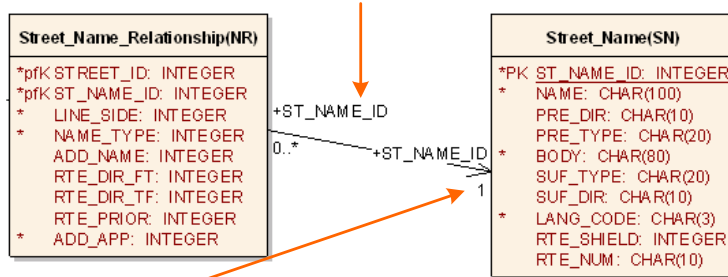 Street_Name_Relationship(NR)
*pfK STREET_ID: INTEGER
*pfK ST_NAME_ID: INTEGER
* LINE_SIDE: INTEGER
* NAME_TYPE: INTEGER
ADD_NAME: INTEGER
RTE_DIR_FT: INTEGER
RTE_DIR_TF: INTEGER
RTE_PRIOR: INTEGER
* ADD_APP: INTEGER
+ST_NAME_ID
0..*
+ST_NAME_ID
1
Street_Name(SN)
*PK ST_NAME_ID: INTEGER
* NAME: CHAR(100)
PRE_DIR: CHAR(10)
PRE_TYPE: CHAR(20)
* BODY: CHAR(80)
SUF_TYPE: CHAR(20)
SUF_DIR: CHAR(10)
* LANG_CODE: CHAR(3)
RTE_SHIELD: INTEGER
RTE_NUM: CHAR(10)